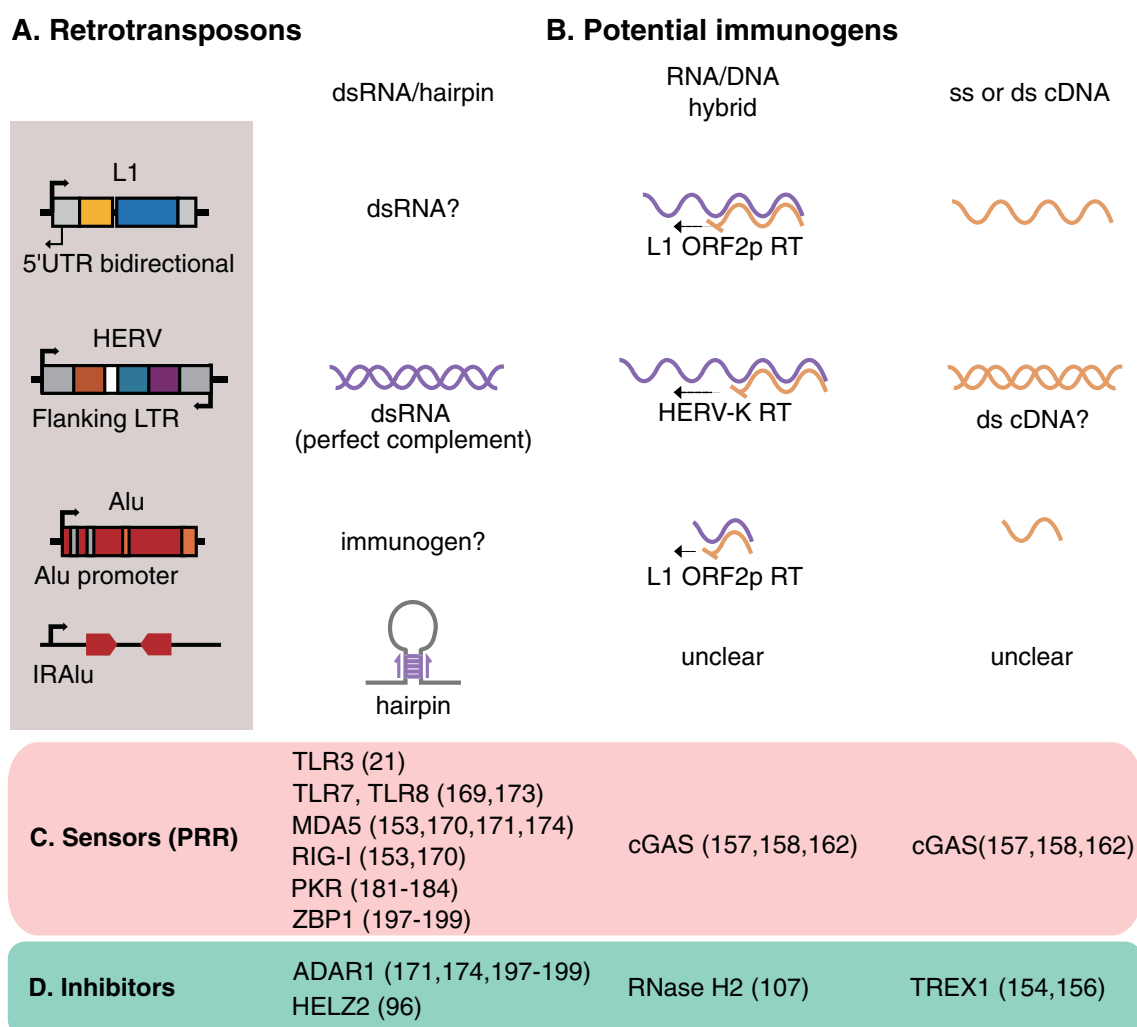 A. Retrotransposons
B. Potential immunogens
dsRNA/hairpin
RNA/DNA
hybrid
ss or ds cDNA
L1
5'UTR bidirectional
dsRNA?
L1 ORF2p RT
HERV
Flanking LTR
dsRNA
(perfect complement)
HERV-K RT
ds cDNA?
Alu
Alu promoter
immunogen?
L1 ORF2p RT
IRAlu
hairpin
unclear
unclear
C. Sensors (PRR)
TLR3 (21)
TLR7, TLR8 (169,173)
MDA5 (153,170,171,174)
RIG-I (153,170)
PKR (181-184)
ZBP1 (197-199)
cGAS (157,158,162)
cGAS(157,158,162)
D. Inhibitors
ADAR1 (171,174,197-199)
HELZ2 (96)
RNase H2 (107)
TREX1 (154,156)